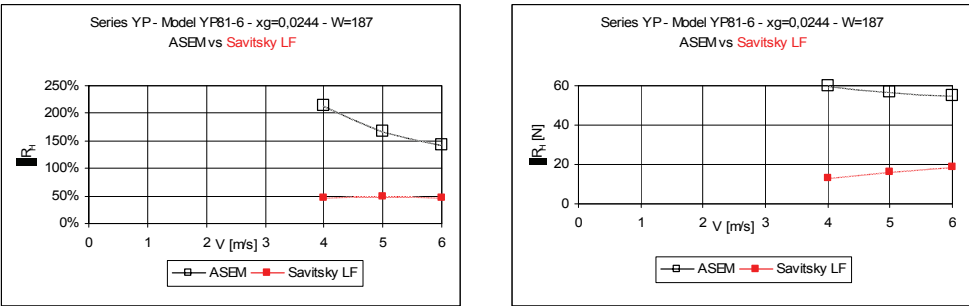 Series YP - Model YP81-6 - xg=0,0244 - W=187
ASEM vs Savitsky LF
250%
200%
150%
100%
50%
0%
R_H
0 1 2 3 4 5 6
V [m/s]
ASEM Savitsky LF
Series YP - Model YP81-6 - xg=0,0244 - W=187
ASEM vs Savitsky LF
60
40
20
0
R_H [N]
0 1 2 3 4 5 6
V [m/s]
ASEM Savitsky LF